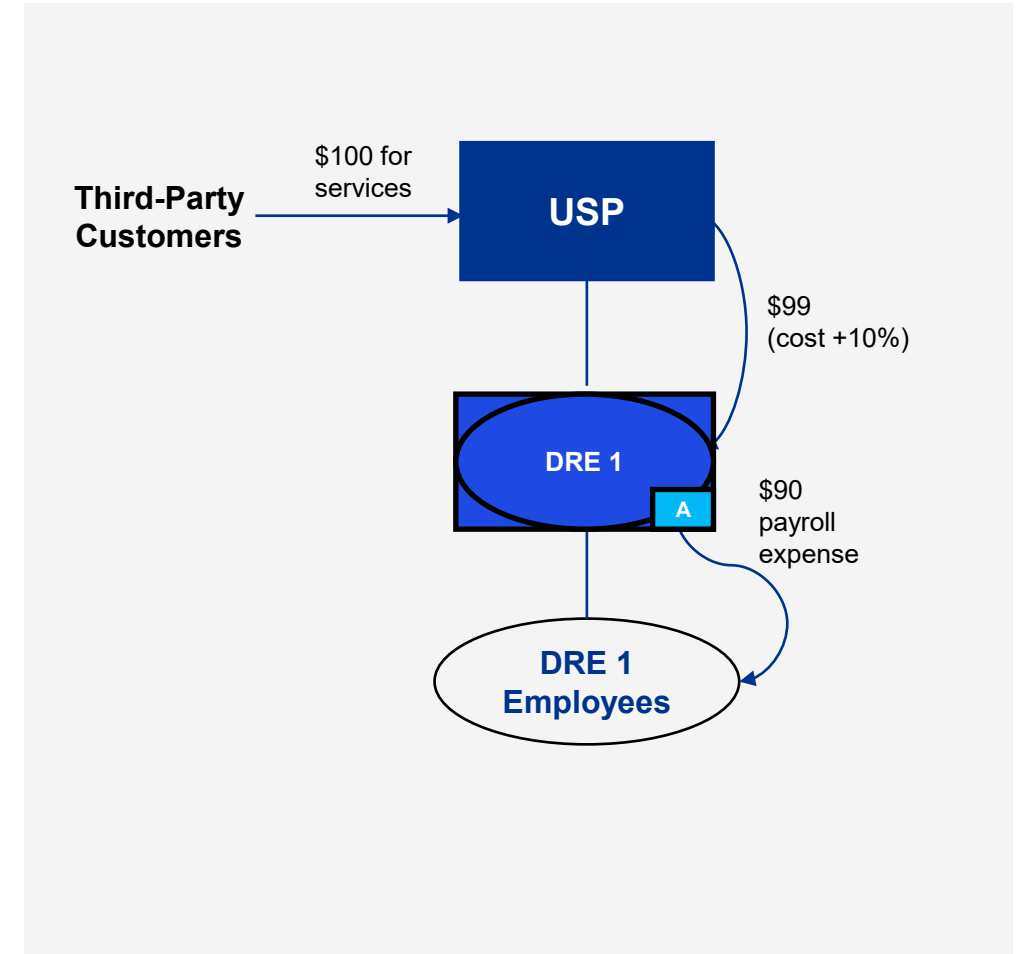 $100 for
services
Third-Party
Customers
USP
$99
(cost +10%)
DRE 1
A
$90
payroll
expense
DRE 1
Employees